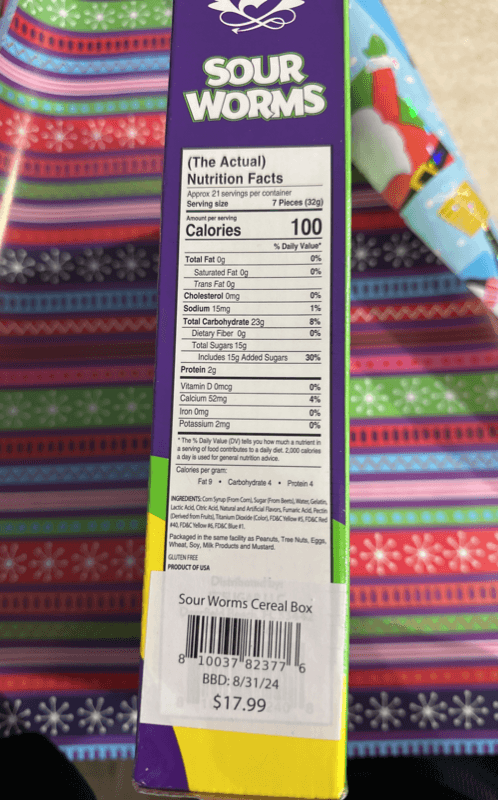 SOUR
WORMS
(The Actual)
Nutrition Facts
Approx 21 servings per container
Serving size 7 Pieces (32g)
Amount per serving
Calories 100
% Daily Value*
Total Fat 0g 0%
Saturated Fat 0g 0%
Trans Fat 0g
Cholesterol 0mg 0%
Sodium 15mg 1%
Total Carbohydrate 23g 8%
Dietary Fiber 0g 0%
Total Sugars 15g
Includes 15g Added Sugars 30%
Protein 2g
Vitamin D 0mcg 0%
Calcium 52mg 4%
Iron 0mg 0%
Potassium 2mg 0%
* The % Daily Value (DV) tells you how much a nutrient in
a serving of food contributes to a daily diet. 2,000 calories
a day is used for general nutrition advice.
Calories per gram:
Fat 9 • Carbohydrate 4 • Protein 4
INGREDIENTS: Corn Syrup (From Corn), Sugar (From Beets), Water, Gelatin,
Lactic Acid, Citric Acid, Natural and Artificial Flavors, Fumaric Acid, Pectin
(Derived from Fruits), Titanium Dioxide (Color), FD&C Yellow #5, FD&C Red
#40, FD&C Yellow #6, FD&C Blue #1.
Packaged in the same facility as Peanuts, Tree Nuts, Eggs,
Wheat, Soy, Milk Products and Mustard.
GLUTEN FREE
PRODUCT OF USA
Sour Worms Cereal Box
8 10037 82377 6
BBD: 8/31/24
$17.99